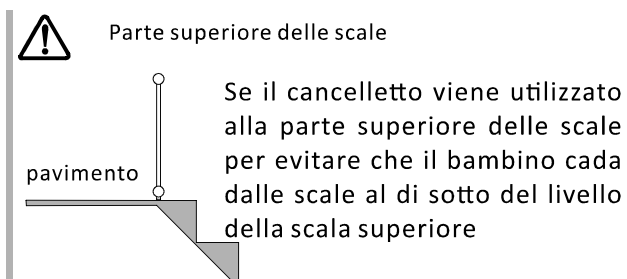 Parte superiore delle scale
Se il cancelletto viene utilizzato
alla parte superiore delle scale
per evitare che il bambino cada
dalle scale al di sotto del livello
della scala superiore
pavimento